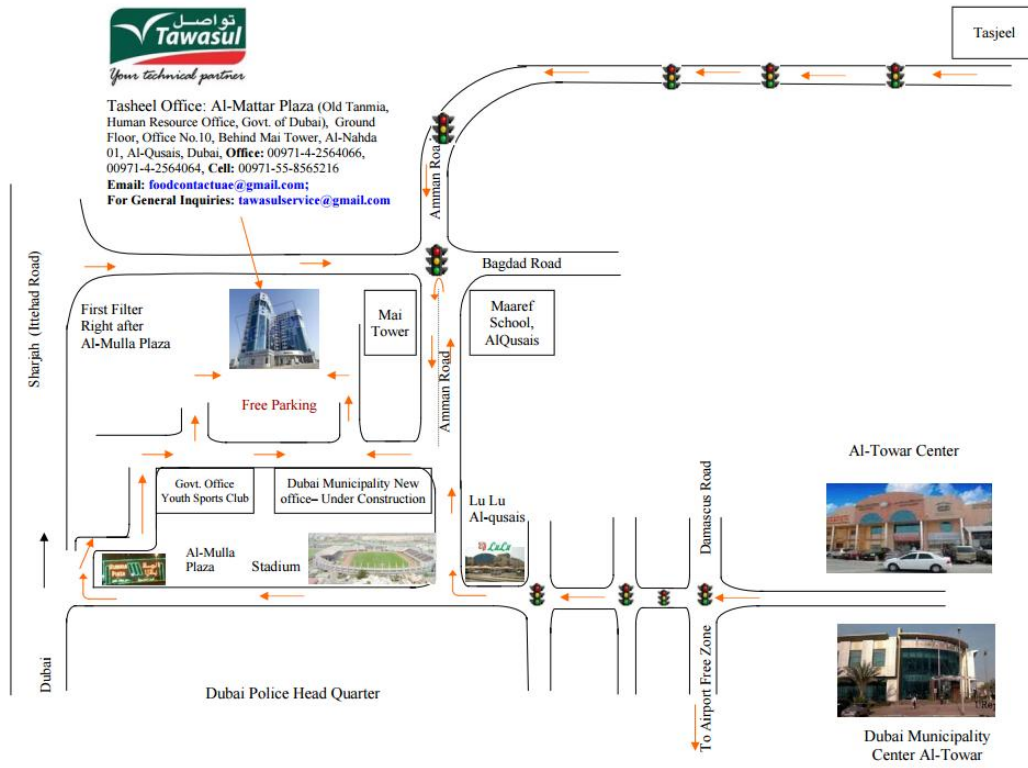 تواصل
Tawasul
Your technical partner
Tasjeel
Tasheel Office: Al-Mattar Plaza (Old Tanmia,
Human Resource Office, Govt. of Dubai), Ground
Floor, Office No.10, Behind Mai Tower, Al-Nahda
01, Al-Qusais, Dubai, Office: 00971-4-2564066,
00971-4-2564064, Cell: 00971-55-8565216
Email: foodcontactuae@gmail.com;
For General Inquiries: tawasulservice@gmail.com
Amman Road
Bagdad Road
Sharjah (Ittehad Road)
First Filter
Right after
Al-Mulla Plaza
Mai
Tower
Maaref
School,
AlQusais
Amman Road
Free Parking
Al-Towar Center
Govt. Office
Youth Sports Club
Dubai Municipality New
office– Under Construction
Lu Lu
Al-qusais
Damascus Road
Al-Mulla
Plaza
Stadium
LuLu
Dubai
Dubai Police Head Quarter
To Airport Free Zone
Dubai Municipality
Center Al-Towar